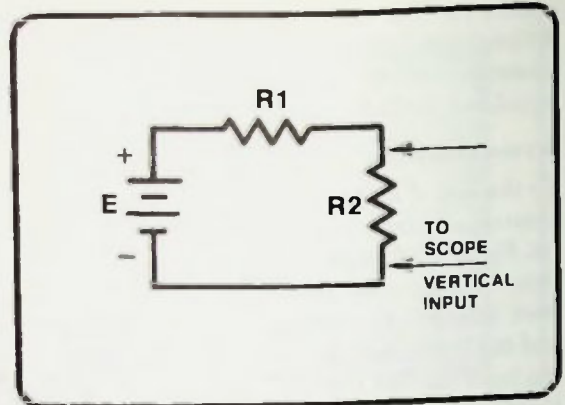 R1
+
E
-
R2
TO
SCOPE
VERTICAL
INPUT